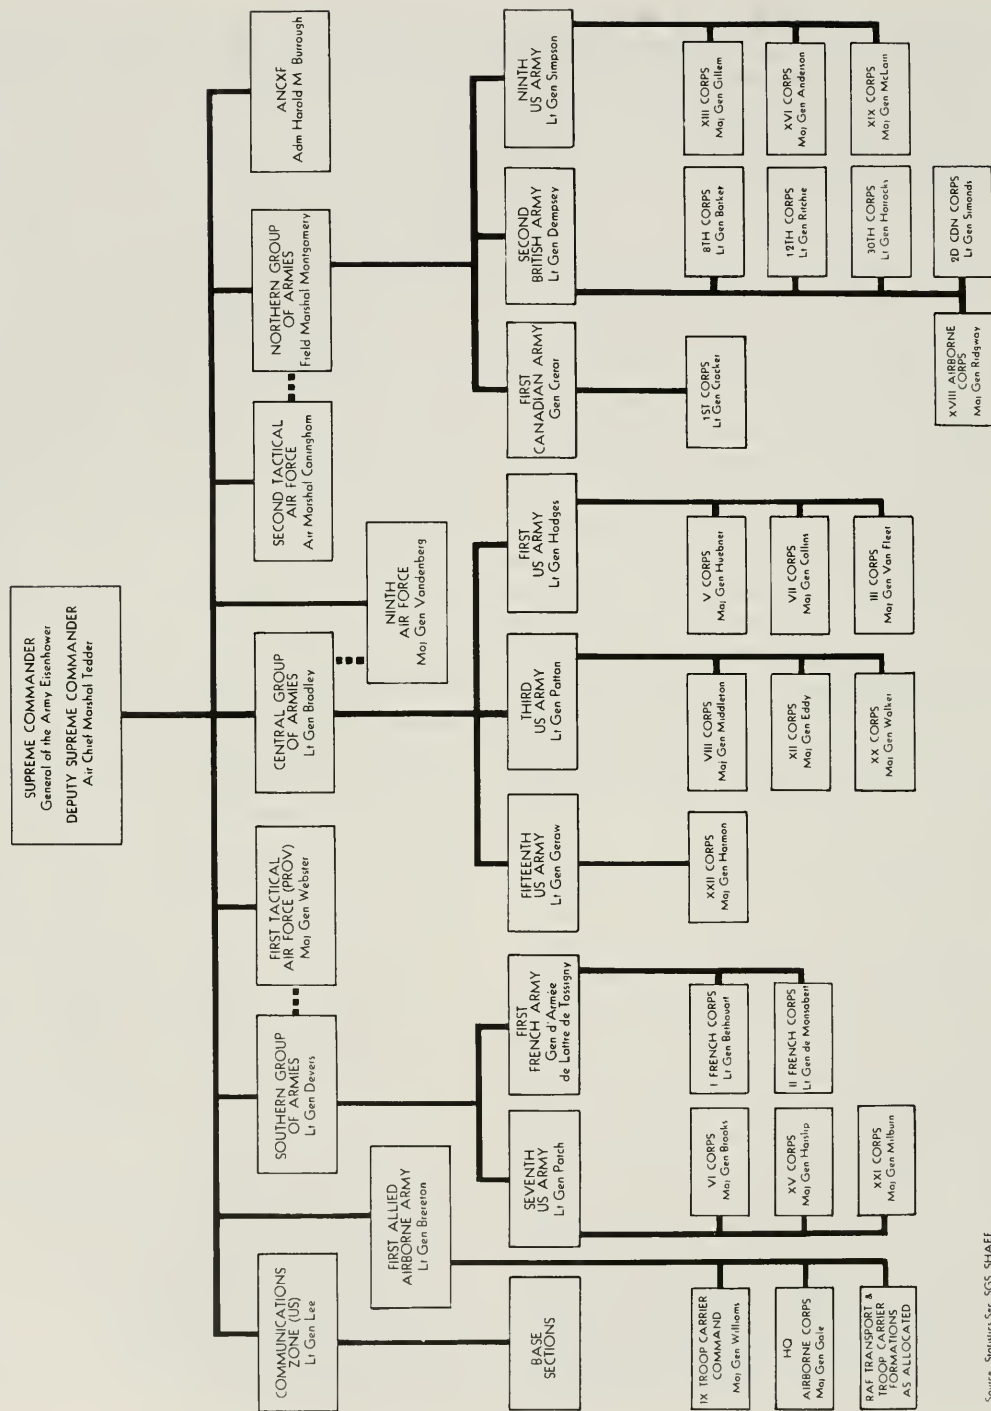 SUPREME COMMANDER
General of the Army Eisenhower
DEPUTY SUPREME COMMANDER
Air Chief Marshal Tedder
COMMUNICATIONS
ZONE (US)
Lt Gen Lee
FIRST ALLIED
AIRBORNE ARMY
Lt Gen Brereton
SOUTHERN GROUP
OF ARMIES
Lt Gen Devers
FIRST TACTICAL
AIR FORCE (PROV)
Maj Gen Webster
CENTRAL GROUP
OF ARMIES
Lt Gen Bradley
NINTH
AIR FORCE
Maj Gen Vandenberg
SECOND TACTICAL
AIR FORCE
Air Marshal Coningham
NORTHERN GROUP
OF ARMIES
Field Marshal Montgomery
ANCXF
Adm Harold M Burrough
BASE
SECTIONS
SEVENTH
US ARMY
Lt Gen Patch
FIRST
FRENCH ARMY
Gen d'Armée
de Lattre de Tassigny
FIFTEENTH
US ARMY
Lt Gen Gerow
THIRD
US ARMY
Lt Gen Patton
FIRST
US ARMY
Lt Gen Hodges
FIRST
CANADIAN ARMY
Gen Crerar
SECOND
BRITISH ARMY
Lt Gen Dempsey
NINTH
US ARMY
Lt Gen Simpson
IX TROOP CARRIER
COMMAND
Maj Gen Williams
HQ
AIRBORNE CORPS
Maj Gen Gale
RAF TRANSPORT &
TROOP CARRIER
FORMATIONS
AS ALLOCATED
VI CORPS
Maj Gen Brooks
XV CORPS
Maj Gen Haislip
XXI CORPS
Maj Gen Milburn
I FRENCH CORPS
Lt Gen Bethouart
II FRENCH CORPS
Lt Gen de Monsabert
XXII CORPS
Maj Gen Harmon
VIII CORPS
Maj Gen Middleton
XII CORPS
Maj Gen Eddy
XX CORPS
Maj Gen Walker
V CORPS
Maj Gen Huebner
VII CORPS
Maj Gen Collins
III CORPS
Maj Gen Van Fleet
1ST CORPS
Lt Gen Crocker
8TH CORPS
Lt Gen Barker
12TH CORPS
Lt Gen Ritchie
30TH CORPS
Lt Gen Horrocks
XVIII AIRBORNE
CORPS
Maj Gen Ridgway
2D CDN CORPS
Lt Gen Simonds
XIII CORPS
Maj Gen Gillem
XVI CORPS
Maj Gen Anderson
XIX CORPS
Maj Gen McLain
Source Statistics Sec SGS SHAEF